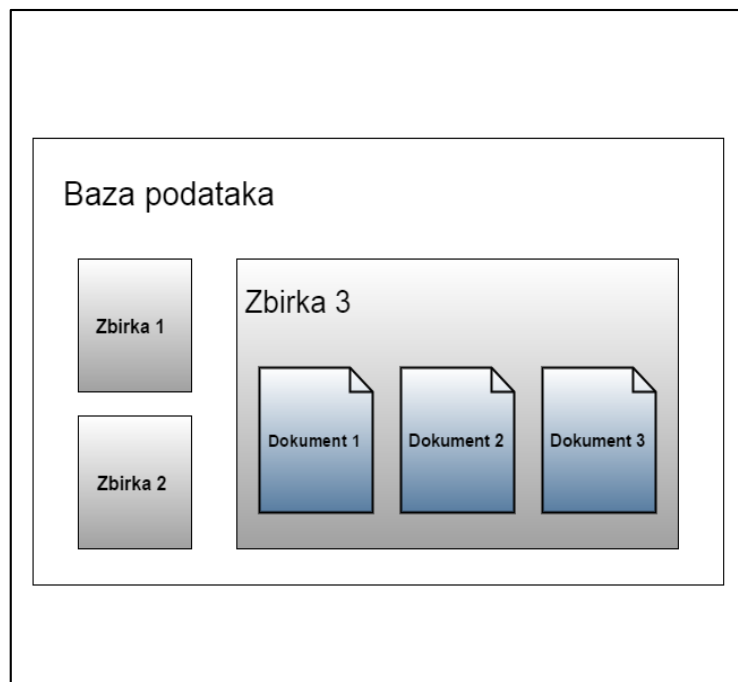 Baza podataka
Zbirka 1
Zbirka 2
Zbirka 3
Dokument 1
Dokument 2
Dokument 3